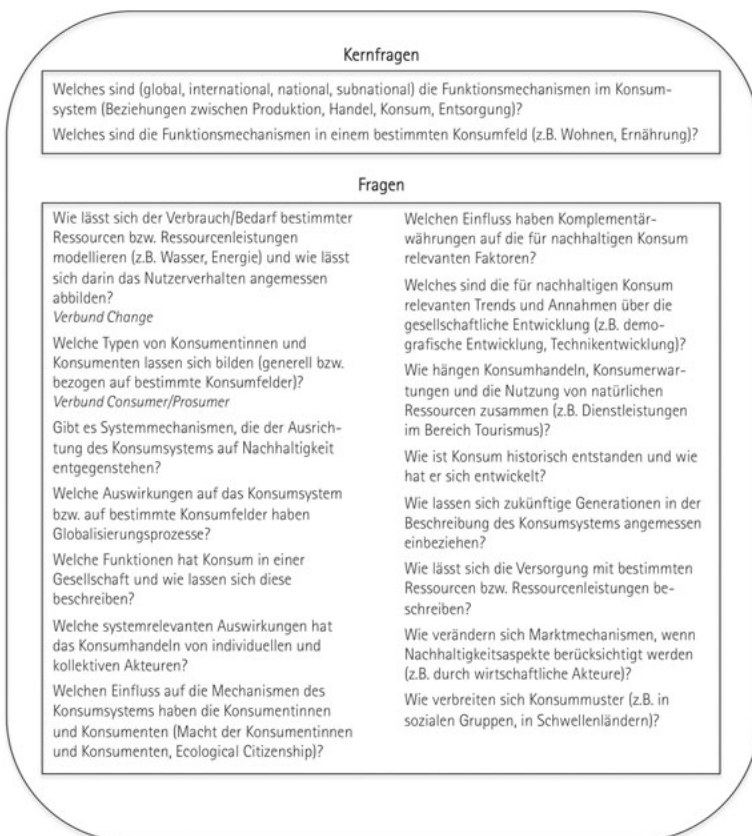 Kernfragen
Welches sind (global, international, national, subnational) die Funktionsmechanismen im Konsum-
system (Beziehungen zwischen Produktion, Handel, Konsum, Entsorgung)?
Welches sind die Funktionsmechanismen in einem bestimmten Konsumfeld (z.B. Wohnen, Ernährung)?
Fragen
Wie lässt sich der Verbrauch/Bedarf bestimmter
Ressourcen bzw. Ressourcenleistungen
modellieren (z.B. Wasser, Energie) und wie lässt
sich darin das Nutzerverhalten angemessen
abbilden?
Verbund Change
Welche Typen von Konsumentinnen und
Konsumenten lassen sich bilden (generell bzw.
bezogen auf bestimmte Konsumfelder)?
Verbund Consumer/Prosumer
Gibt es Systemmechanismen, die der Ausrich-
tung des Konsumsystems auf Nachhaltigkeit
entgegenstehen?
Welche Auswirkungen auf das Konsumsystem
bzw. auf bestimmte Konsumfelder haben
Globalisierungsprozesse?
Welche Funktionen hat Konsum in einer
Gesellschaft und wie lassen sich diese
beschreiben?
Welche systemrelevanten Auswirkungen hat
das Konsumhandeln von individuellen und
kollektiven Akteuren?
Welchen Einfluss auf die Mechanismen des
Konsumsystems haben die Konsumentinnen
und Konsumenten (Macht der Konsumentinnen
und Konsumenten, Ecological Citizenship)?
Welchen Einfluss haben Komplementär-
währungen auf die für nachhaltigen Konsum
relevanten Faktoren?
Welches sind die für nachhaltigen Konsum
relevanten Trends und Annahmen über die
gesellschaftliche Entwicklung (z.B. demo-
grafische Entwicklung, Technikentwicklung)?
Wie hängen Konsumhandeln, Konsumerwar-
tungen und die Nutzung von natürlichen
Ressourcen zusammen (z.B. Dienstleistungen
im Bereich Tourismus)?
Wie ist Konsum historisch entstanden und wie
hat er sich entwickelt?
Wie lassen sich zukünftige Generationen in der
Beschreibung des Konsumsystems angemessen
einbeziehen?
Wie lässt sich die Versorgung mit bestimmten
Ressourcen bzw. Ressourcenleistungen be-
schreiben?
Wie verändern sich Marktmechanismen, wenn
Nachhaltigkeitsaspekte berücksichtigt werden
(z.B. durch wirtschaftliche Akteure)?
Wie verbreiten sich Konsummuster (z.B. in
sozialen Gruppen, in Schwellenländern)?